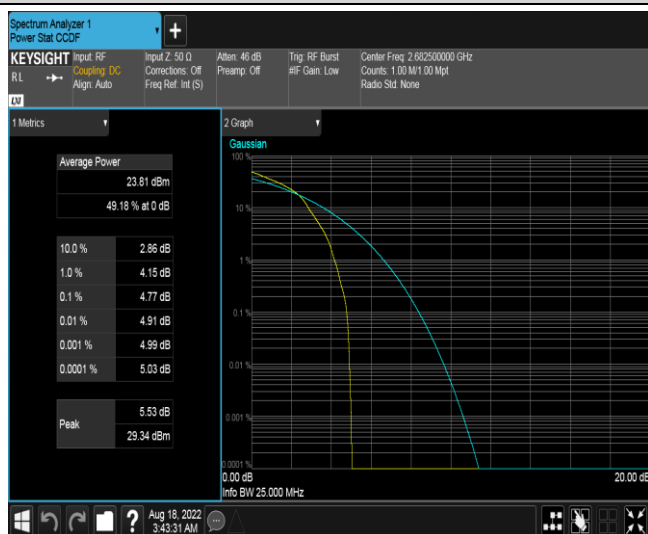 Spectrum Analyzer 1
Power Stat CCDF
+
KEYSIGHT
RL
LXI
Input: RF
Coupling: DC
Align: Auto
Input Z: 50 Ω
Corrections: Off
Freq Ref: Int (S)
Atten: 46 dB
Preamp: Off
Trig: RF Burst
#IF Gain: Low
Center Freq: 2.682500000 GHz
Counts: 1.00 M/1.00 Mpt
Radio Std: None
1 Metrics
Average Power
23.81 dBm
49.18 % at 0 dB
10.0 % 2.86 dB
1.0 % 4.15 dB
0.1 % 4.77 dB
0.01 % 4.91 dB
0.001 % 4.99 dB
0.0001 % 5.03 dB
Peak
5.53 dB
29.34 dBm
2 Graph
Gaussian
100 %
10 %
1 %
0.1 %
0.01 %
0.001 %
0.0001 %
0.00 dB 20.00 dB
Info BW 25.000 MHz
?
Aug 18, 2022
3:43:31 AM